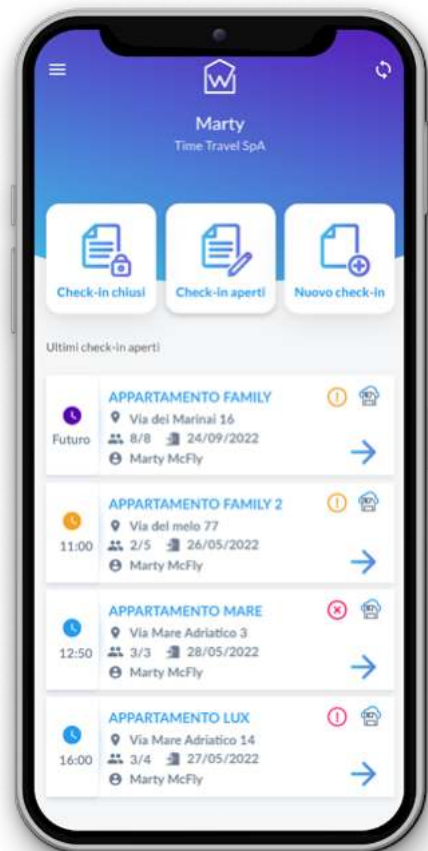 Marty
Time Travel SpA
Check-in chiusi
Check-in aperti
Nuovo check-in
Ultimi check-in aperti
APPARTAMENTO FAMILY
Via dei Marinai 16
Futuro
8/8 24/09/2022
Marty McFly
APPARTAMENTO FAMILY 2
Via del melo 77
11:00
2/5 26/05/2022
Marty McFly
APPARTAMENTO MARE
Via Mare Adriatico 3
12:50
3/3 28/05/2022
Marty McFly
APPARTAMENTO LUX
Via Mare Adriatico 14
16:00
3/4 27/05/2022
Marty McFly